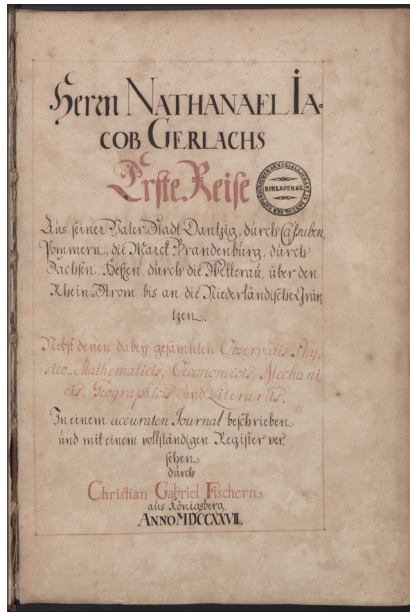 Herrn NATHANAEL IA-
COB GERLACHS
Erste Reise
BIBLIOTHEK
Aus seiner Vater-Stadt Dantzig, durch Cassuben,
Pommern, die Marck Brandenburg, durch
Sachsen, Heßen, durch die Wetterau, über den
Rhein-Strom bis an die Niederländische Grän
tzen.
Nebst denen dabey gesamleten Observatis Phy,
sico-Mathematicis, Œconomicis, Mechani
cis, Geographicis und Literariis.
In einem accuraten Journal beschrieben
und mit einem vollständigen Register ver,
sehen
durch
Christian Gabriel Fischern
aus Königsberg.
ANNO MDCCXXVII.